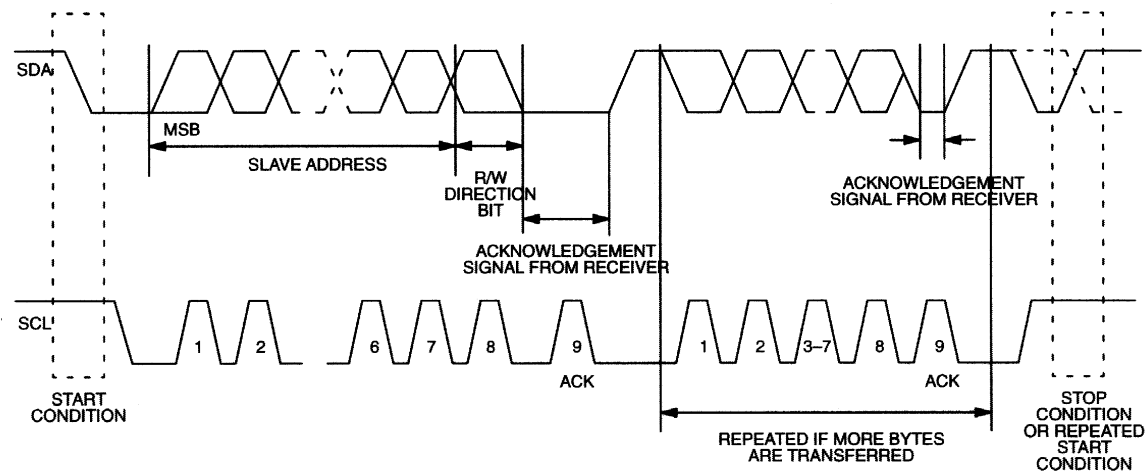 SDA
MSB
SLAVE ADDRESS
R/W
DIRECTION
BIT
ACKNOWLEDGEMENT
SIGNAL FROM RECEIVER
ACKNOWLEDGEMENT
SIGNAL FROM RECEIVER
SCL
1 2 6 7 8 9 1 2 3–7 8 9
ACK ACK
START
CONDITION
REPEATED IF MORE BYTES
ARE TRANSFERRED
STOP
CONDITION
OR REPEATED
START
CONDITION